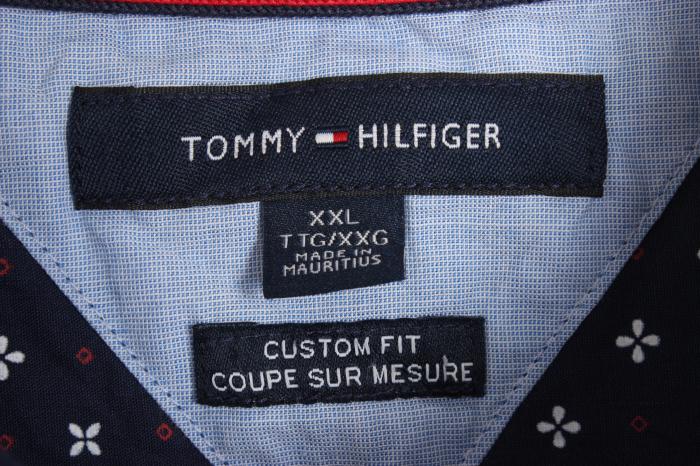 TOMMY HILFIGER
XXL
TTG/XXG
MADE IN
MAURITIUS
CUSTOM FIT
COUPE SUR MESURE